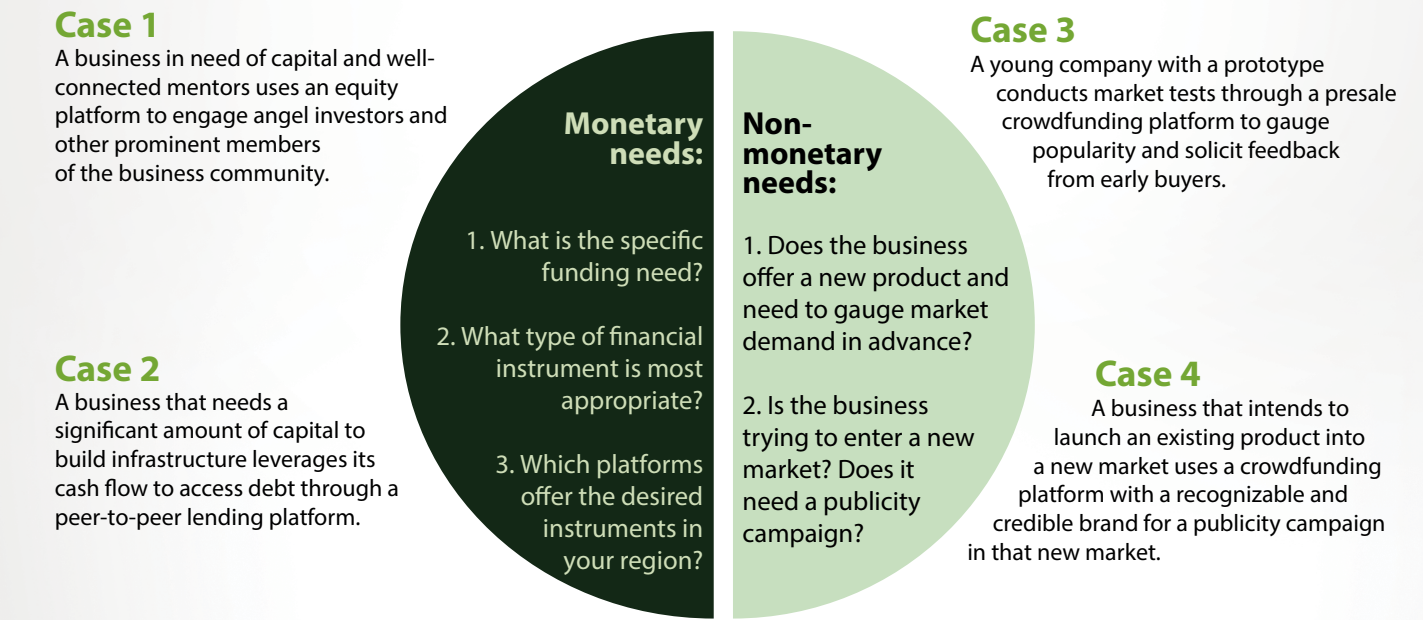 Case 1
A business in need of capital and well-
connected mentors uses an equity
platform to engage angel investors and
other prominent members
of the business community.
Case 2
A business that needs a
significant amount of capital to
build infrastructure leverages its
cash flow to access debt through a
peer-to-peer lending platform.
Monetary
needs:
1. What is the specific
funding need?
2. What type of financial
instrument is most
appropriate?
3. Which platforms
offer the desired
instruments in
your region?
Non-
monetary
needs:
1. Does the business
offer a new product and
need to gauge market
demand in advance?
2. Is the business
trying to enter a new
market? Does it
need a publicity
campaign?
Case 3
A young company with a prototype
conducts market tests through a presale
crowdfunding platform to gauge
popularity and solicit feedback
from early buyers.
Case 4
A business that intends to
launch an existing product into
a new market uses a crowdfunding
platform with a recognizable and
credible brand for a publicity campaign
in that new market.